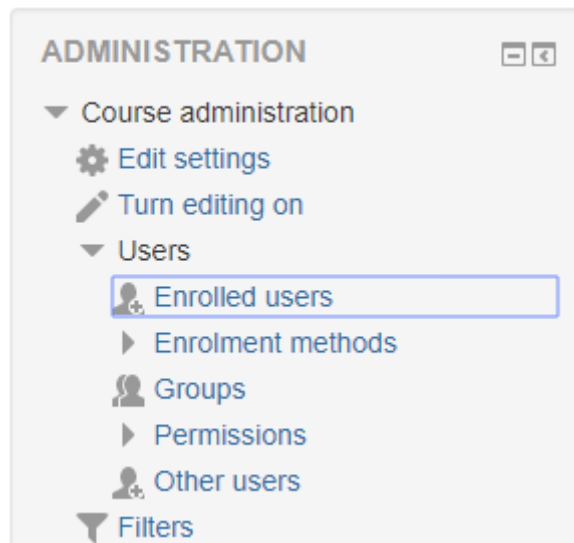 ADMINISTRATION
Course administration
Edit settings
Turn editing on
Users
Enrolled users
Enrolment methods
Groups
Permissions
Other users
Filters